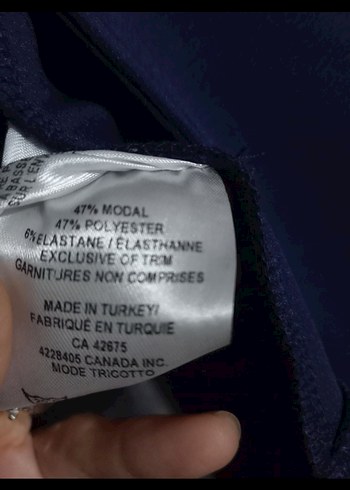 47% MODAL
47% POLYESTER
6% ELASTANE / ÉLASTHANNE
EXCLUSIVE OF TRIM
GARNITURES NON COMPRISES
MADE IN TURKEY/
FABRIQUÉ EN TURQUIE
CA 42675
4228405 CANADA INC.
MODE TRICOTTO